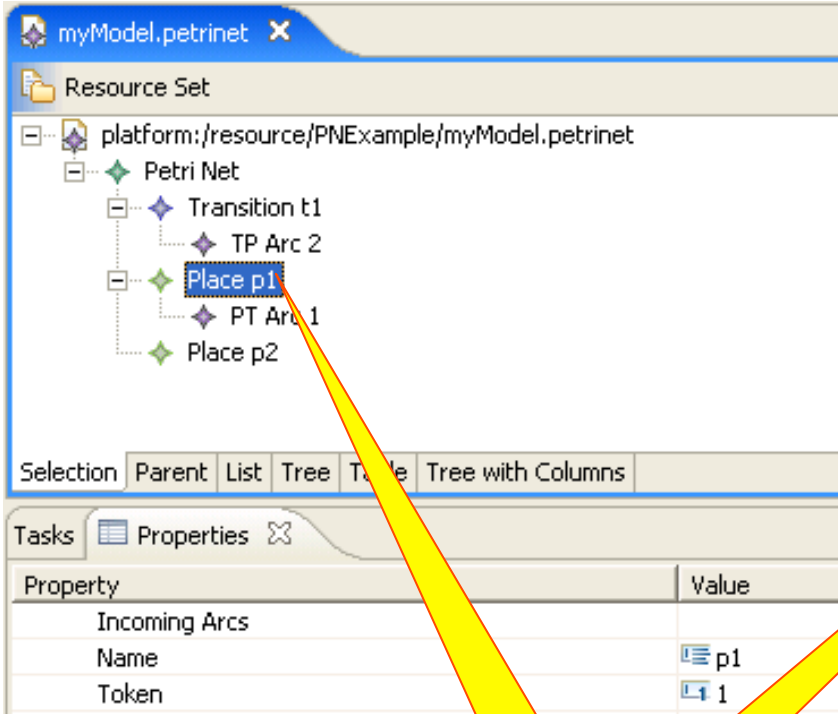 myModel.petrinet
Resource Set
platform:/resource/PNExample/myModel.petrinet
Petri Net
Transition t1
TP Arc 2
Place p1
PT Arc 1
Place p2
Selection Parent List Tree Table Tree with Columns
Tasks Properties
Property Value
Incoming Arcs
Name p1
Token 1